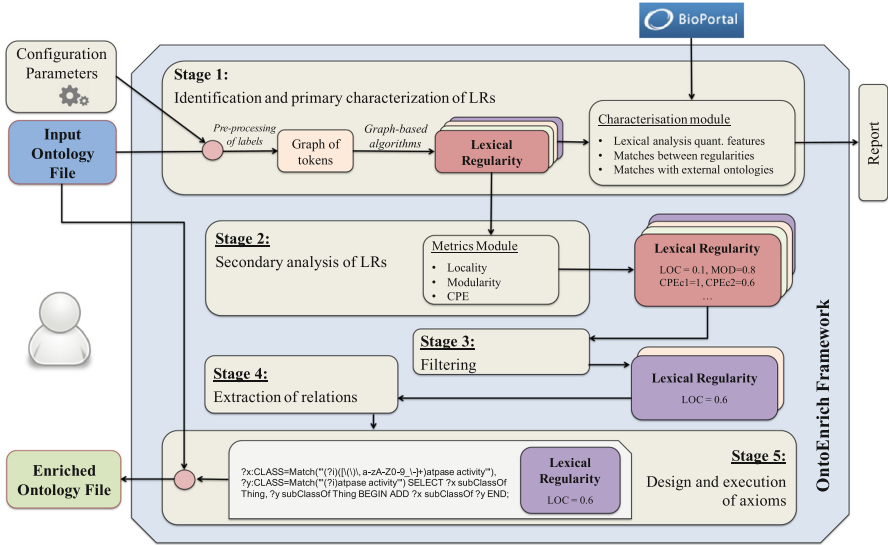 BioPortal
Configuration
Parameters
Stage 1:
Identification and primary characterization of LRs
Input
Ontology
File
Pre-processing
of labels
Graph of
tokens
Graph-based
algorithms
Lexical
Regularity
Characterisation module
• Lexical analysis quant. features
• Matches between regularities
• Matches with external ontologies
Report
Stage 2:
Secondary analysis of LRs
Metrics Module
• Locality
• Modularity
• CPE
Lexical Regularity
LOC = 0.1, MOD=0.8
CPEc1=1, CPEc2=0.6
...
Stage 3:
Filtering
Lexical Regularity
LOC = 0.6
Stage 4:
Extraction of relations
OntoEnrich Framework
Enriched
Ontology File
?x:CLASS=Match("'(?i)([\(\)\, a-zA-Z0-9_\-]+)atpase activity'"),
?y:CLASS=Match("'(?i)atpase activity'") SELECT ?x subClassOf
Thing, ?y subClassOf Thing BEGIN ADD ?x subClassOf ?y END;
Lexical
Regularity
LOC = 0.6
Stage 5:
Design and execution
of axioms